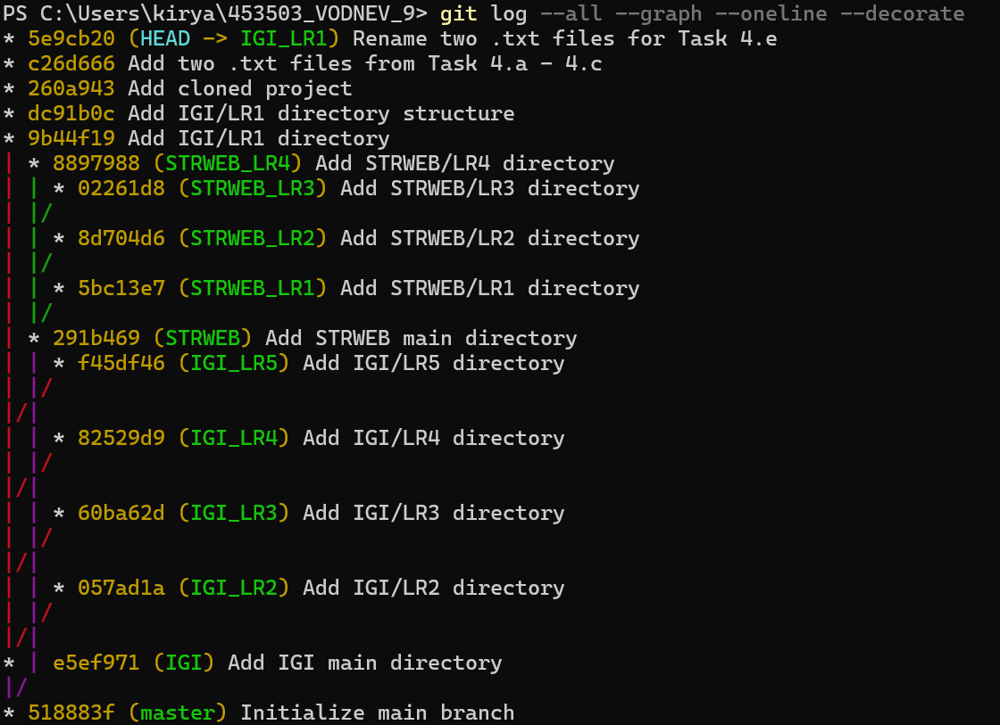 PS C:\Users\kirya\453503_VODNEV_9> git log --all --graph --oneline --decorate
* 5e9cb20 (HEAD -> IGI_LR1) Rename two .txt files for Task 4.e
* c26d666 Add two .txt files from Task 4.a - 4.c
* 260a943 Add cloned project
* dc91b0c Add IGI/LR1 directory structure
* 9b44f19 Add IGI/LR1 directory
| * 8897988 (STRWEB_LR4) Add STRWEB/LR4 directory
| | * 02261d8 (STRWEB_LR3) Add STRWEB/LR3 directory
| |/
| | * 8d704d6 (STRWEB_LR2) Add STRWEB/LR2 directory
| |/
| | * 5bc13e7 (STRWEB_LR1) Add STRWEB/LR1 directory
| |/
| * 291b469 (STRWEB) Add STRWEB main directory
| | * f45df46 (IGI_LR5) Add IGI/LR5 directory
| |/
|/|
| | * 82529d9 (IGI_LR4) Add IGI/LR4 directory
| |/
|/|
| | * 60ba62d (IGI_LR3) Add IGI/LR3 directory
| |/
|/|
| | * 057ad1a (IGI_LR2) Add IGI/LR2 directory
| |/
|/|
* | e5ef971 (IGI) Add IGI main directory
|/
* 518883f (master) Initialize main branch